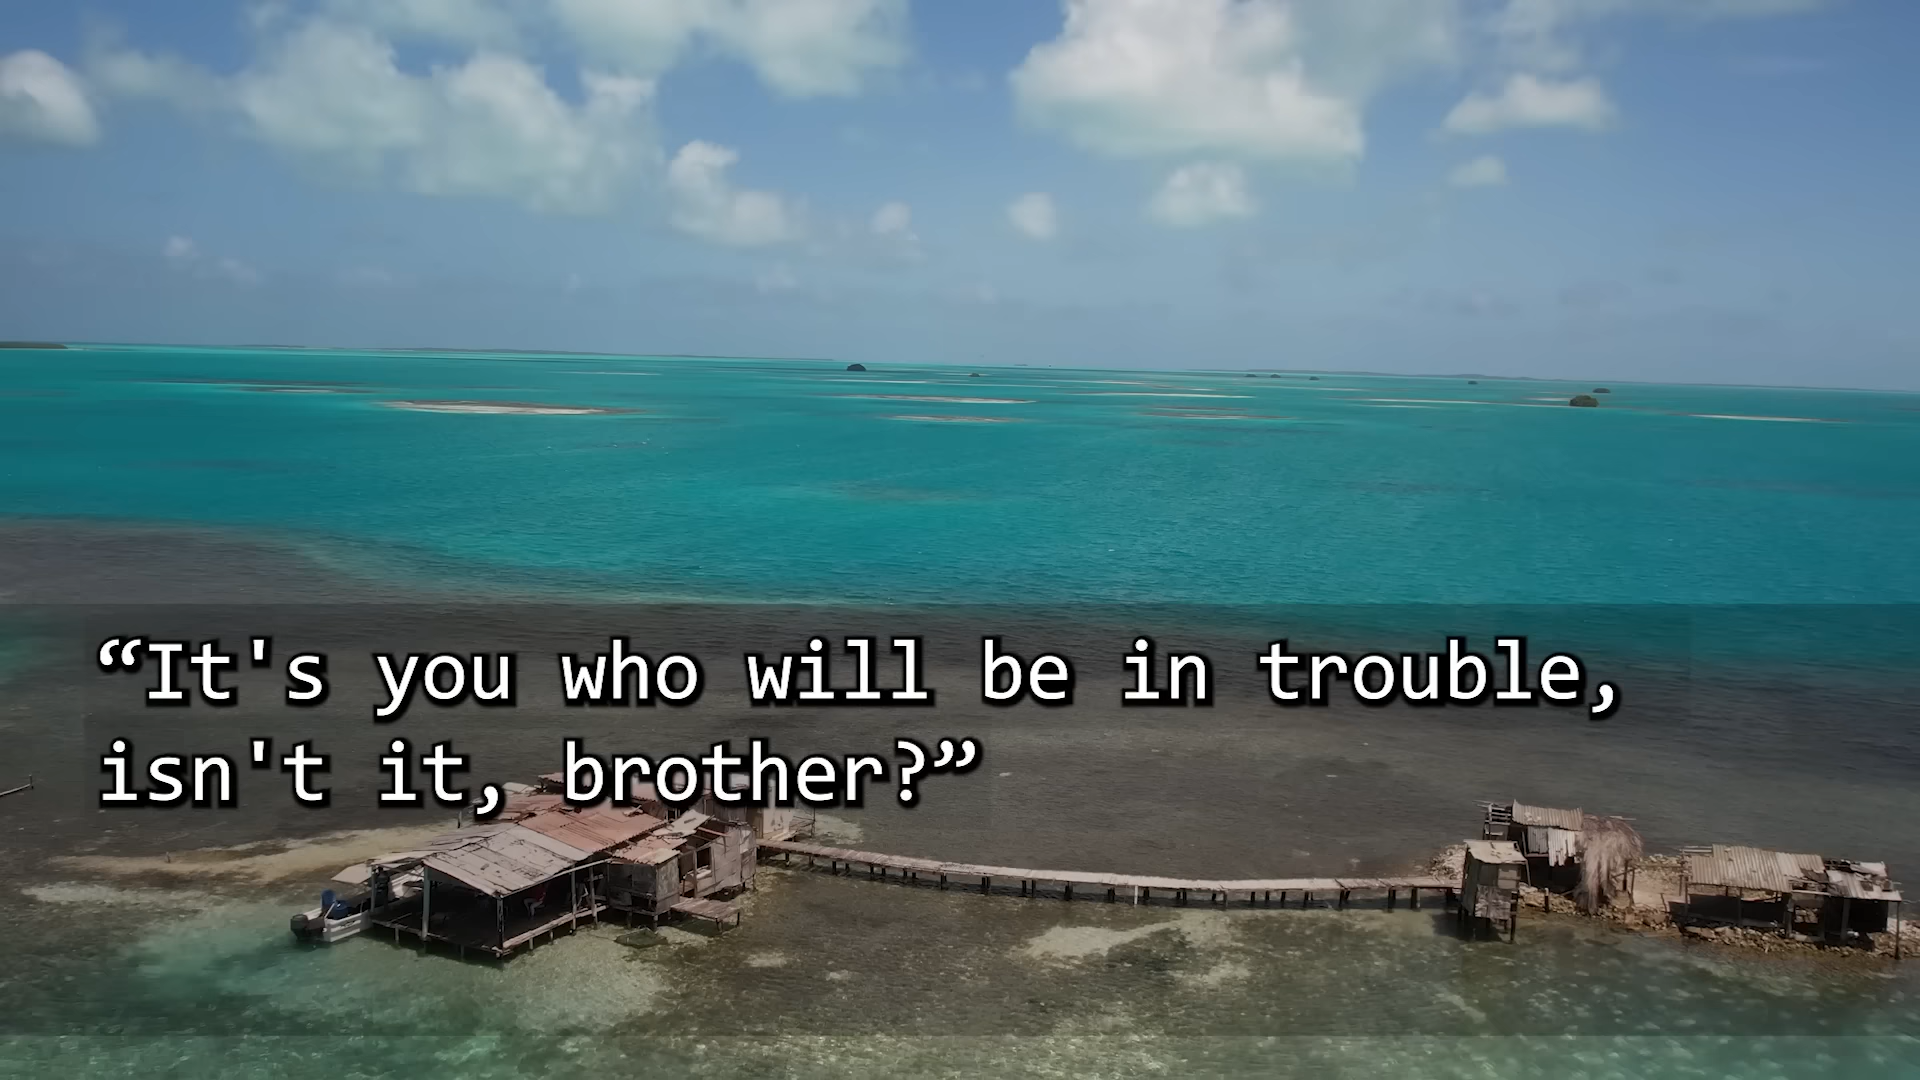 “It's you who will be in trouble,
isn't it, brother?”